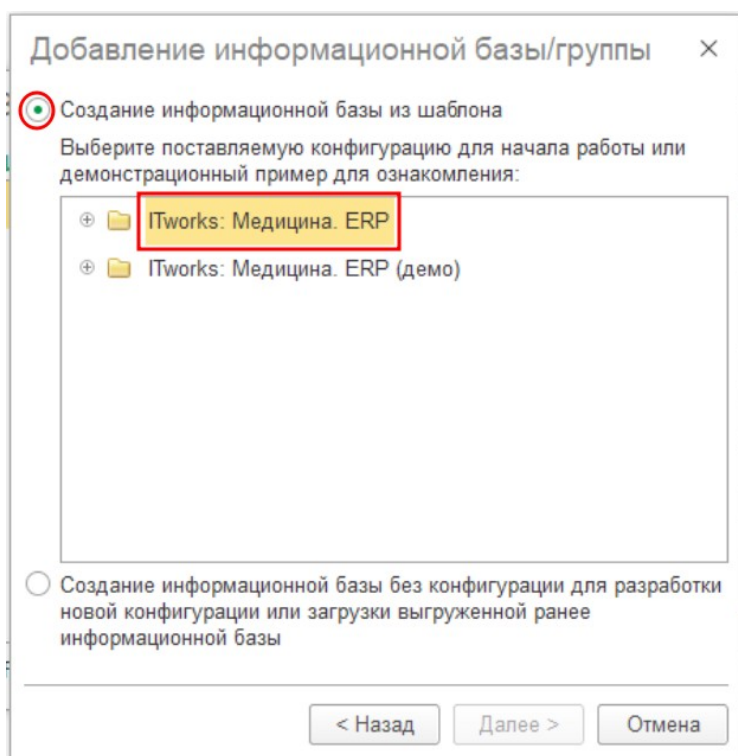 Добавление информационной базы/группы
Создание информационной базы из шаблона
Выберите поставляемую конфигурацию для начала работы или
демонстрационный пример для ознакомления:
ITworks: Медицина. ERP
ITworks: Медицина. ERP (демо)
Создание информационной базы без конфигурации для разработки
новой конфигурации или загрузки выгруженной ранее
информационной базы
< Назад
Далее >
Отмена